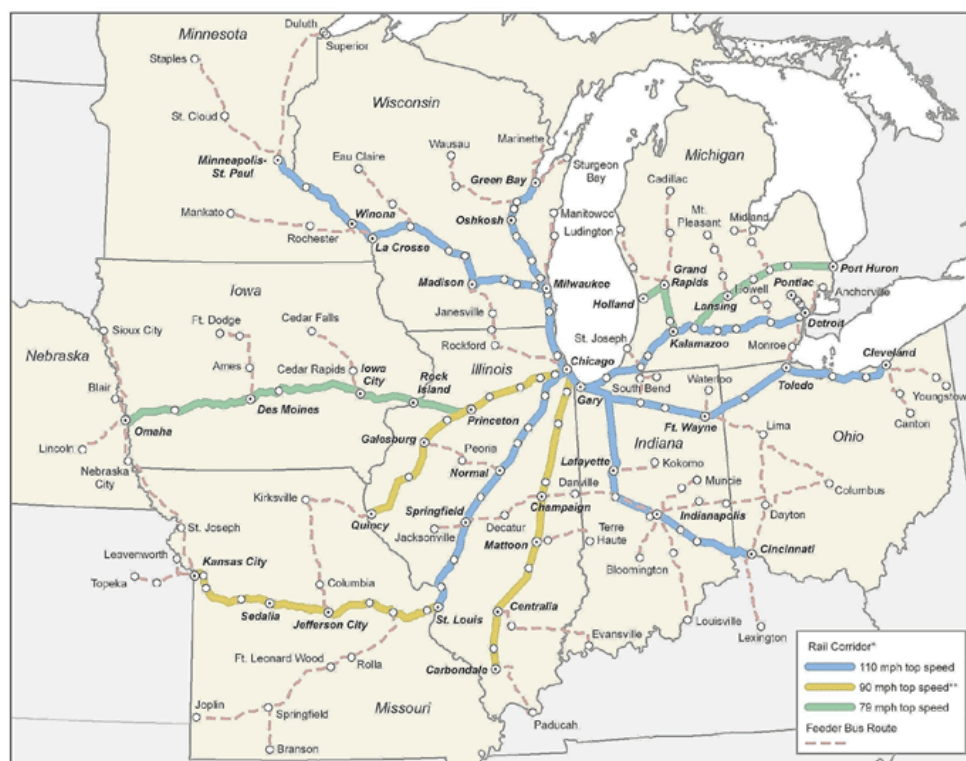 Minnesota
Duluth
Superior
Staples
Wisconsin
St. Cloud
Marinette
Michigan
Wausau
Minneapolis-
St. Paul
Eau Claire
Sturgeon
Bay
Green Bay
Cadillac
Mankato
Winona
Oshkosh
Manitowoc
Mt.
Pleasant
Midland
Rochester
La Crosse
Ludington
Grand
Rapids
Port Huron
Pontiac
Madison
Milwaukee
Holland
Lansing
Howell
Anchorville
Iowa
Janesville
Detroit
Sioux City
Ft. Dodge
Cedar Falls
Rockford
St. Joseph
Kalamazoo
Monroe
Nebraska
Illinois
Chicago
Cleveland
Ames
Cedar Rapids
Iowa
City
Rock
Island
South Bend
Waterloo
Toledo
Blair
Gary
Youngstown
Des Moines
Princeton
Ft. Wayne
Canton
Omaha
Lima
Galesburg
Indiana
Ohio
Lincoln
Peoria
Lafayette
Nebraska
City
Normal
Kokomo
Kirksville
Danville
Muncie
Columbus
Quincy
Springfield
Champaign
Indianapolis
Dayton
St. Joseph
Jacksonville
Decatur
Terre
Haute
Leavenworth
Kansas City
Mattoon
Cincinnati
Topeka
Columbia
Bloomington
Centralia
Sedalia
Jefferson City
St. Louis
Louisville
Lexington
Evansville
Ft. Leonard Wood
Rolla
Carbondale
Joplin
Springfield
Missouri
Paducah
Branson
Rail Corridor*
110 mph top speed
90 mph top speed**
79 mph top speed
Feeder Bus Route